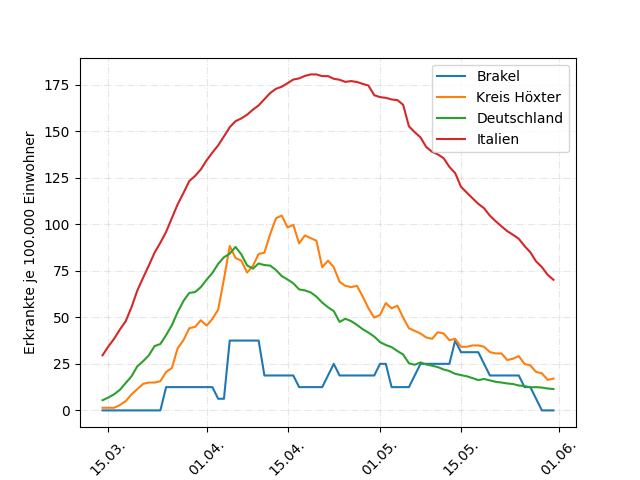 Erkrankte je 100.000 Einwohner
175
150
125
100
75
50
25
0
Brakel
Kreis Höxter
Deutschland
Italien
15.03.
01.04.
15.04.
01.05.
15.05.
01.06.